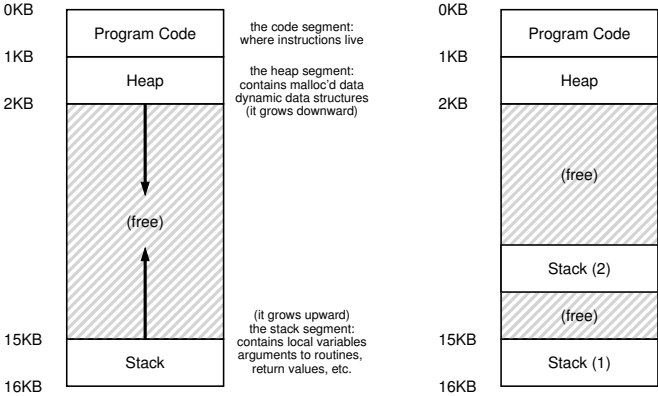 0KB
Program Code
the code segment:
where instructions live
1KB
Heap
the heap segment:
contains malloc'd data
dynamic data structures
(it grows downward)
2KB
(free)
(it grows upward)
the stack segment:
contains local variables
arguments to routines,
return values, etc.
15KB
Stack
16KB
0KB
Program Code
1KB
Heap
2KB
(free)
Stack (2)
(free)
15KB
Stack (1)
16KB